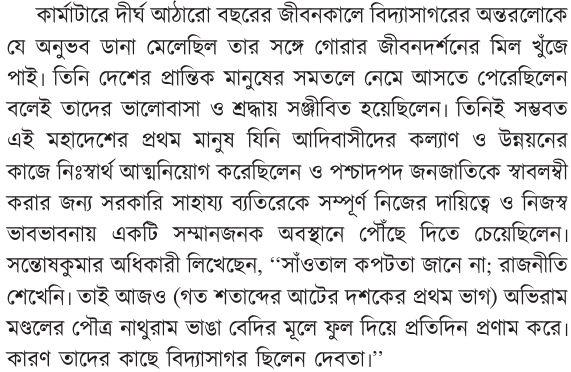 কার্মাটারে দীর্ঘ আঠারো বছরের জীবনকালে বিদ্যাসাগরের অন্তরলোকে
যে অনুভব ডানা মেলেছিল তার সঙ্গে গোরার জীবনদর্শনের মিল খুঁজে
পাই। তিনি দেশের প্রান্তিক মানুষের সমতলে নেমে আসতে পেরেছিলেন
বলেই তাদের ভালোবাসা ও শ্রদ্ধায় সঞ্জীবিত হয়েছিলেন। তিনিই সম্ভবত
এই মহাদেশের প্রথম মানুষ যিনি আদিবাসীদের কল্যাণ ও উন্নয়নের
কাজে নিঃস্বার্থ আত্মনিয়োগ করেছিলেন ও পশ্চাদপদ জনজাতিকে স্বাবলম্বী
করার জন্য সরকারি সাহায্য ব্যতিরেকে সম্পূর্ণ নিজের দায়িত্বে ও নিজস্ব
ভাবভাবনায় একটি সম্মানজনক অবস্থানে পৌঁছে দিতে চেয়েছিলেন।
সন্তোষকুমার অধিকারী লিখেছেন, “সাঁওতাল কপটতা জানে না; রাজনীতি
শেখেনি। তাই আজও (গত শতাব্দের আটের দশকের প্রথম ভাগ) অভিরাম
মণ্ডলের পৌত্র নাথুরাম ভাঙা বেদির মূলে ফুল দিয়ে প্রতিদিন প্রণাম করে।
কারণ তাদের কাছে বিদ্যাসাগর ছিলেন দেবতা।”